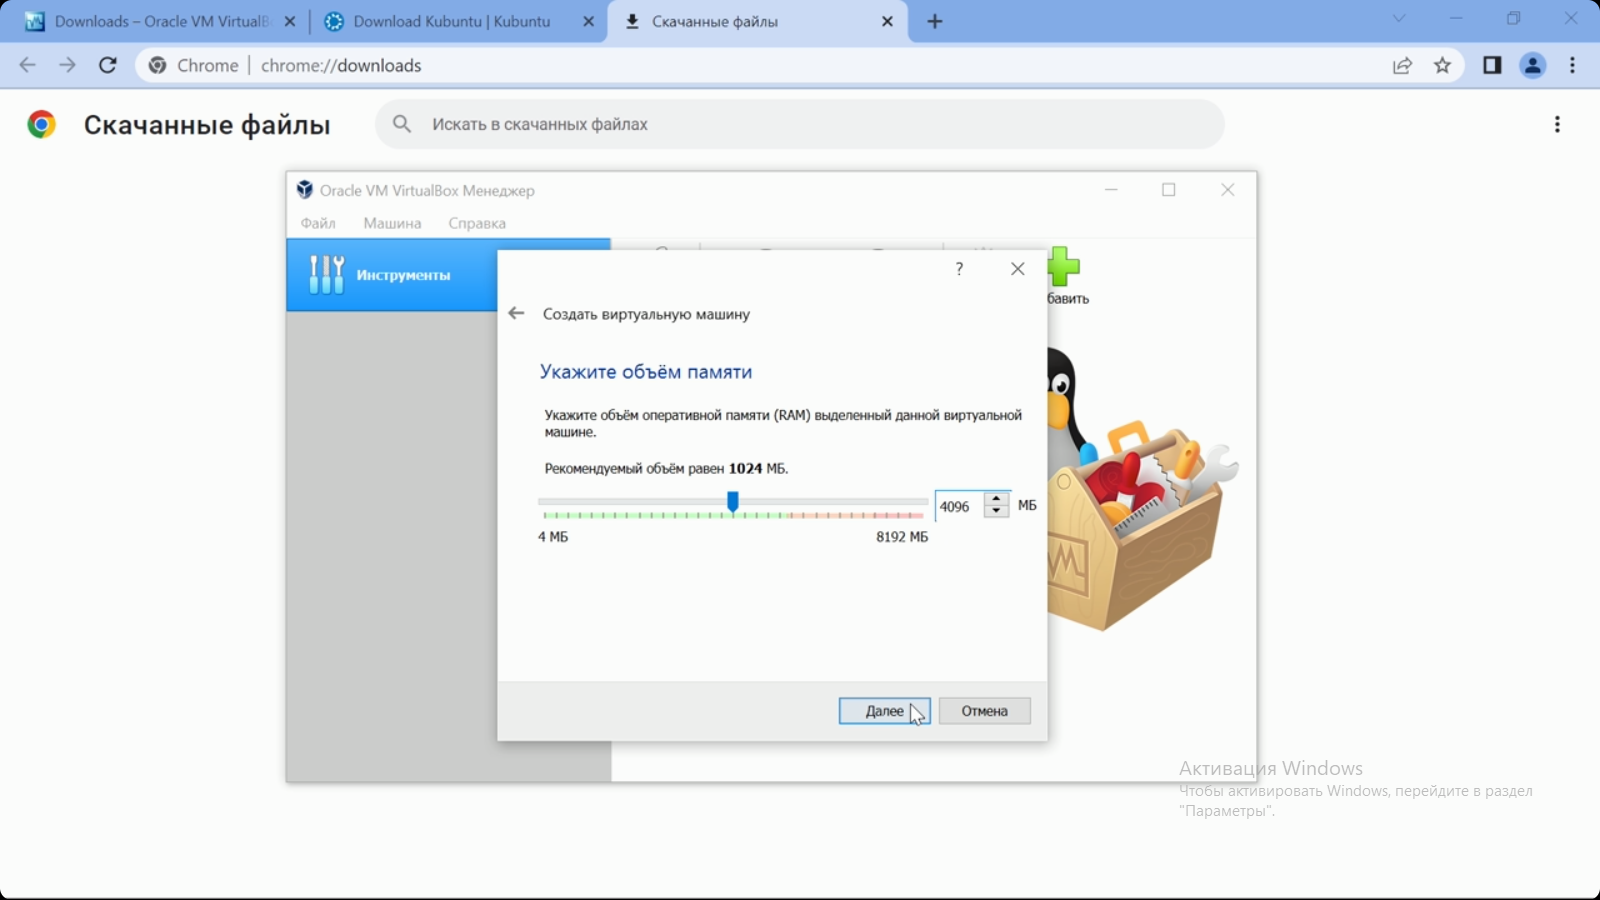 Downloads – Oracle VM VirtualB
Download Kubuntu | Kubuntu
Скачанные файлы
Chrome
chrome://downloads
Скачанные файлы
Искать в скачанных файлах
Oracle VM VirtualBox Менеджер
Файл
Машина
Справка
Инструменты
бавить
?
Создать виртуальную машину
Укажите объём памяти
Укажите объём оперативной памяти (RAM) выделенный данной виртуальной
машине.
Рекомендуемый объём равен 1024 МБ.
4096 МБ
4 МБ
8192 МБ
Далее
Отмена
Активация Windows
Чтобы активировать Windows, перейдите в раздел
"Параметры".